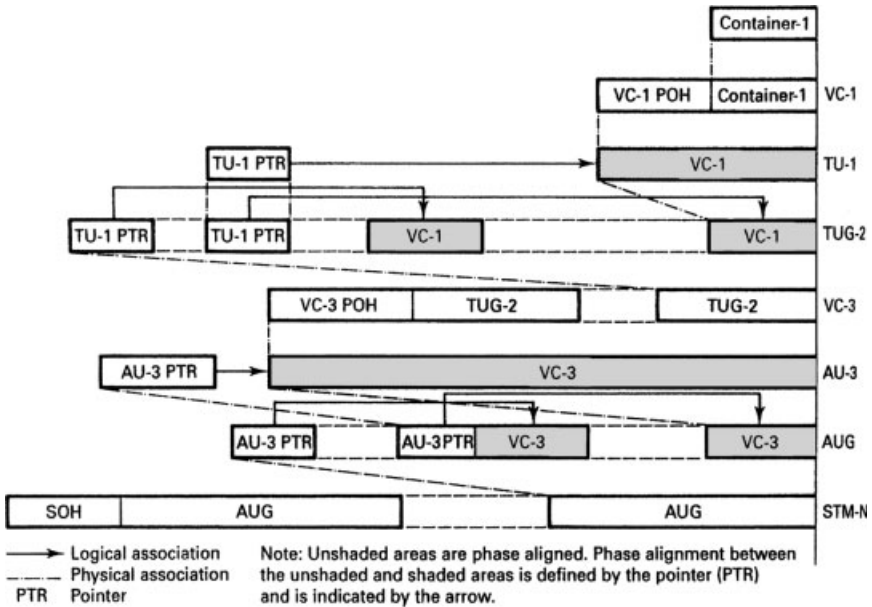 Container-1
VC-1 POH Container-1 VC-1
TU-1 PTR VC-1 TU-1
TU-1 PTR TU-1 PTR VC-1 VC-1 TUG-2
VC-3 POH TUG-2 TUG-2 VC-3
AU-3 PTR VC-3 AU-3
AU-3 PTR AU-3 PTR VC-3 VC-3 AUG
SOH AUG AUG STM-N
Logical association
Physical association
PTR Pointer
Note: Unshaded areas are phase aligned. Phase alignment between
the unshaded and shaded areas is defined by the pointer (PTR)
and is indicated by the arrow.